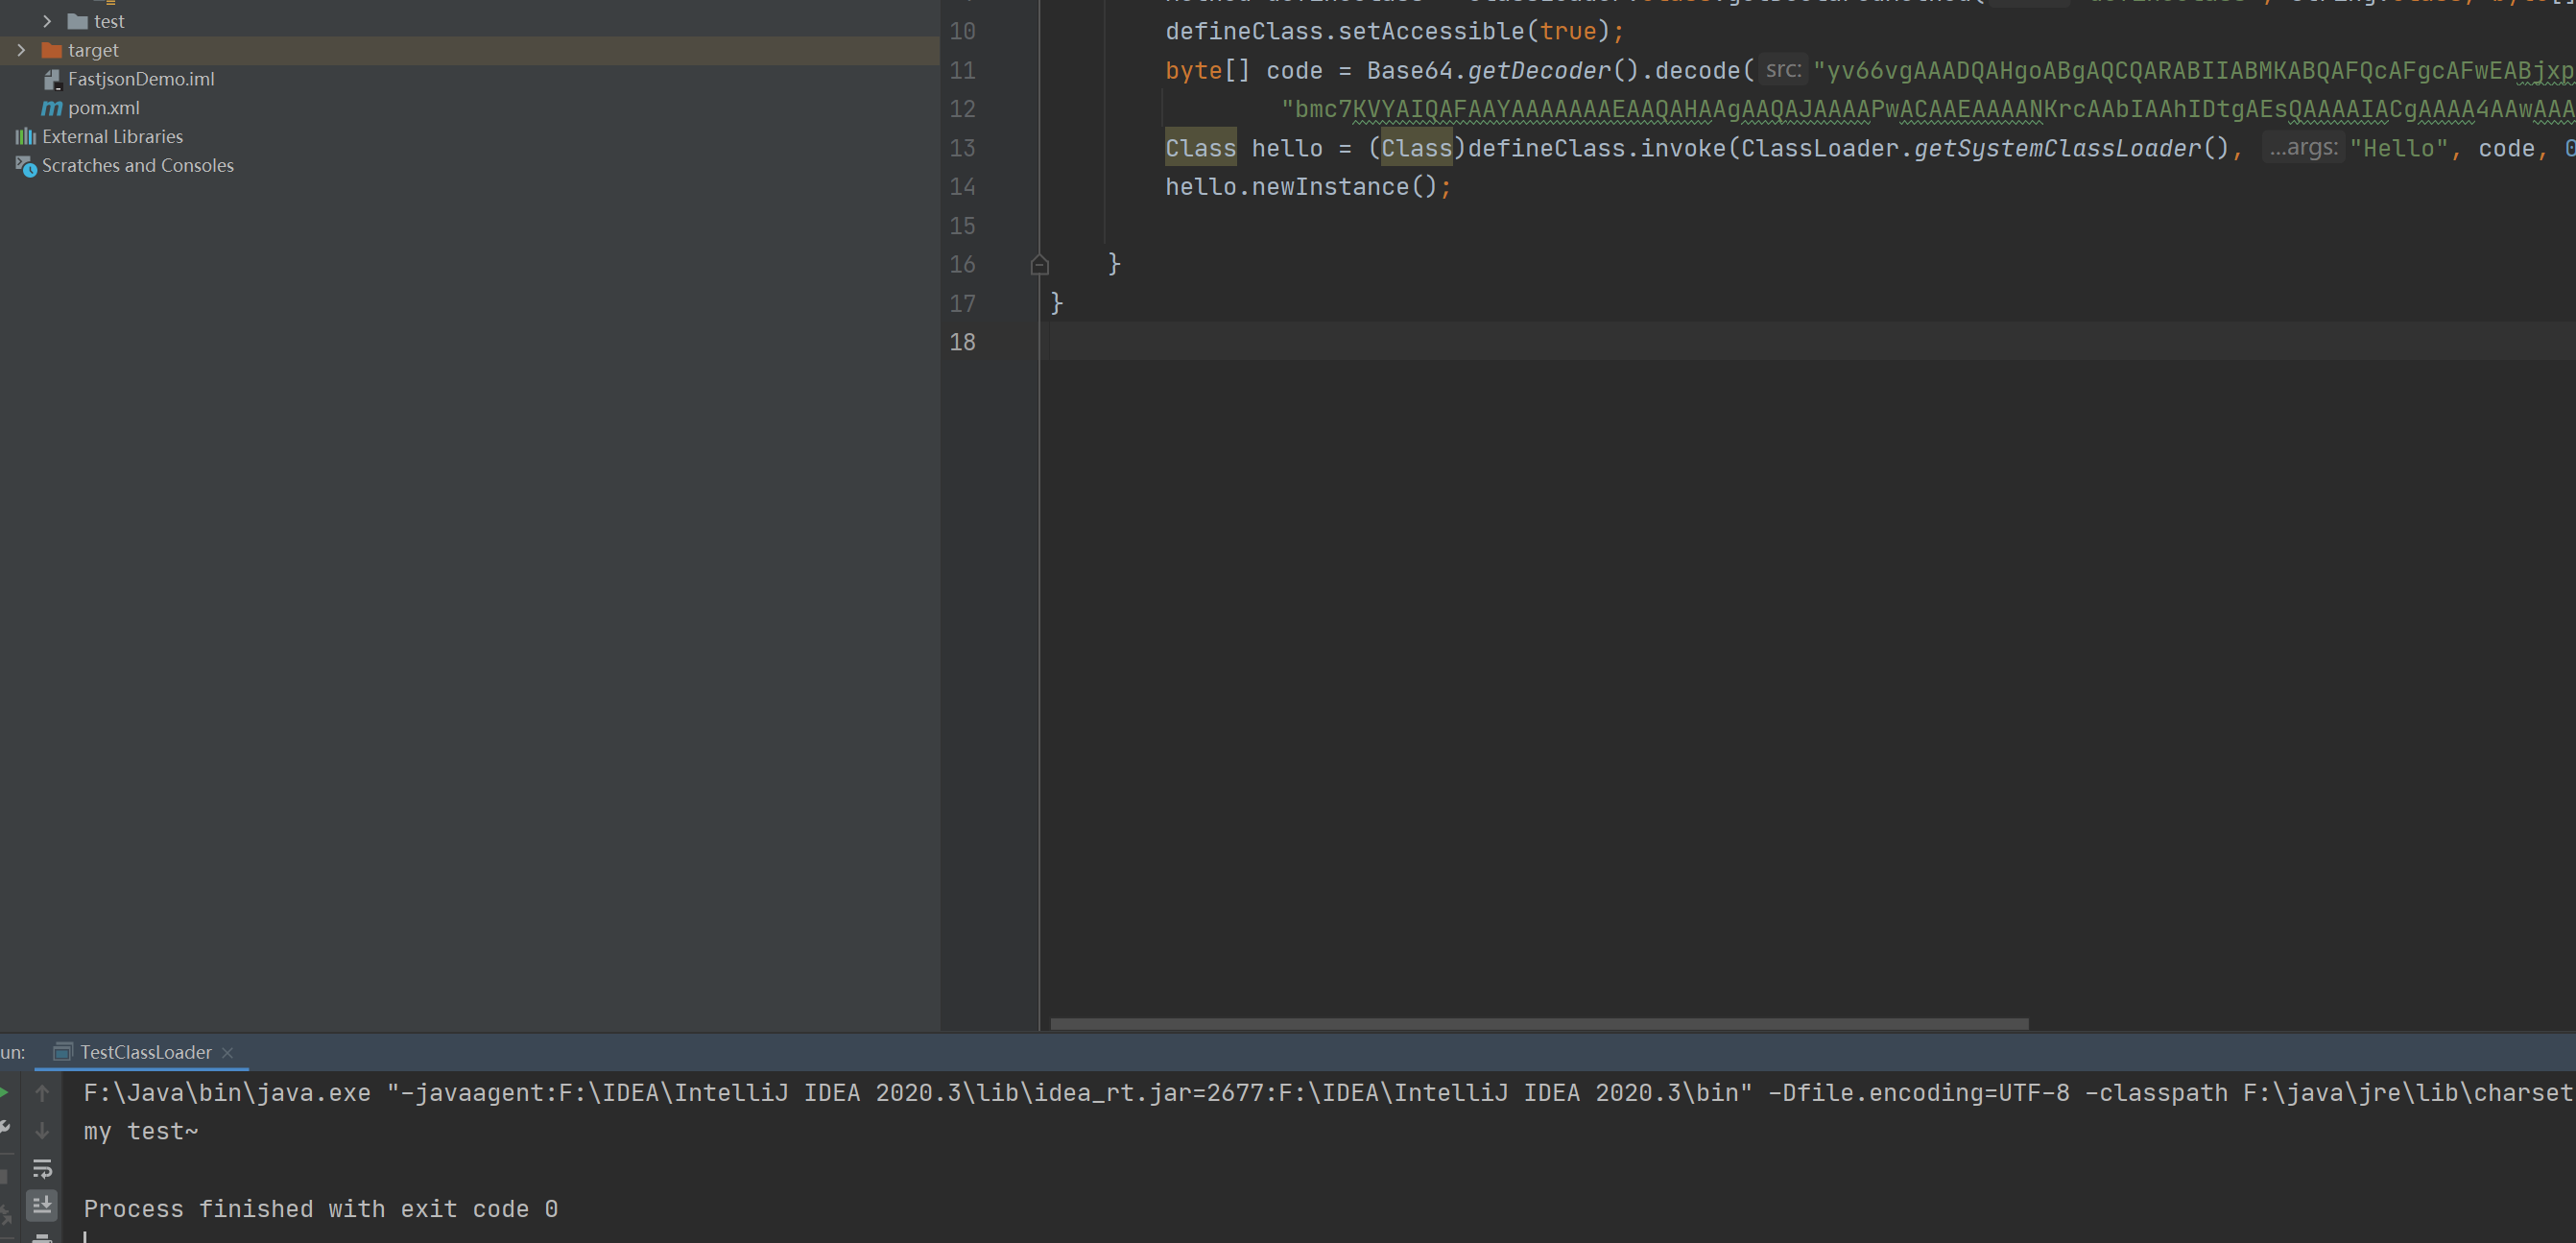 test
target
FastjsonDemo.iml
pom.xml
External Libraries
Scratches and Consoles
10 defineClass.setAccessible(true);
11 byte[] code = Base64.getDecoder().decode( src: "yv66vgAAADQAHgoABgAQCQARABIIABMKABQAFQcAFgcAFwEABjxp
12 "bmc7KVYAIQAFAAYAAAAAAAEAAQAHAAgAAQAJAAAAPwACAAEAAAANKrcAAbIAAhIDtgAEsQAAAAIACgAAAA4AAwAAA
13 Class hello = (Class)defineClass.invoke(ClassLoader.getSystemClassLoader(), ...args: "Hello", code, 0
14 hello.newInstance();
15
16 }
17 }
18
un: TestClassLoader
F:\Java\bin\java.exe "-javaagent:F:\IDEA\IntelliJ IDEA 2020.3\lib\idea_rt.jar=2677:F:\IDEA\IntelliJ IDEA 2020.3\bin" -Dfile.encoding=UTF-8 -classpath F:\java\jre\lib\charset
my test~
Process finished with exit code 0